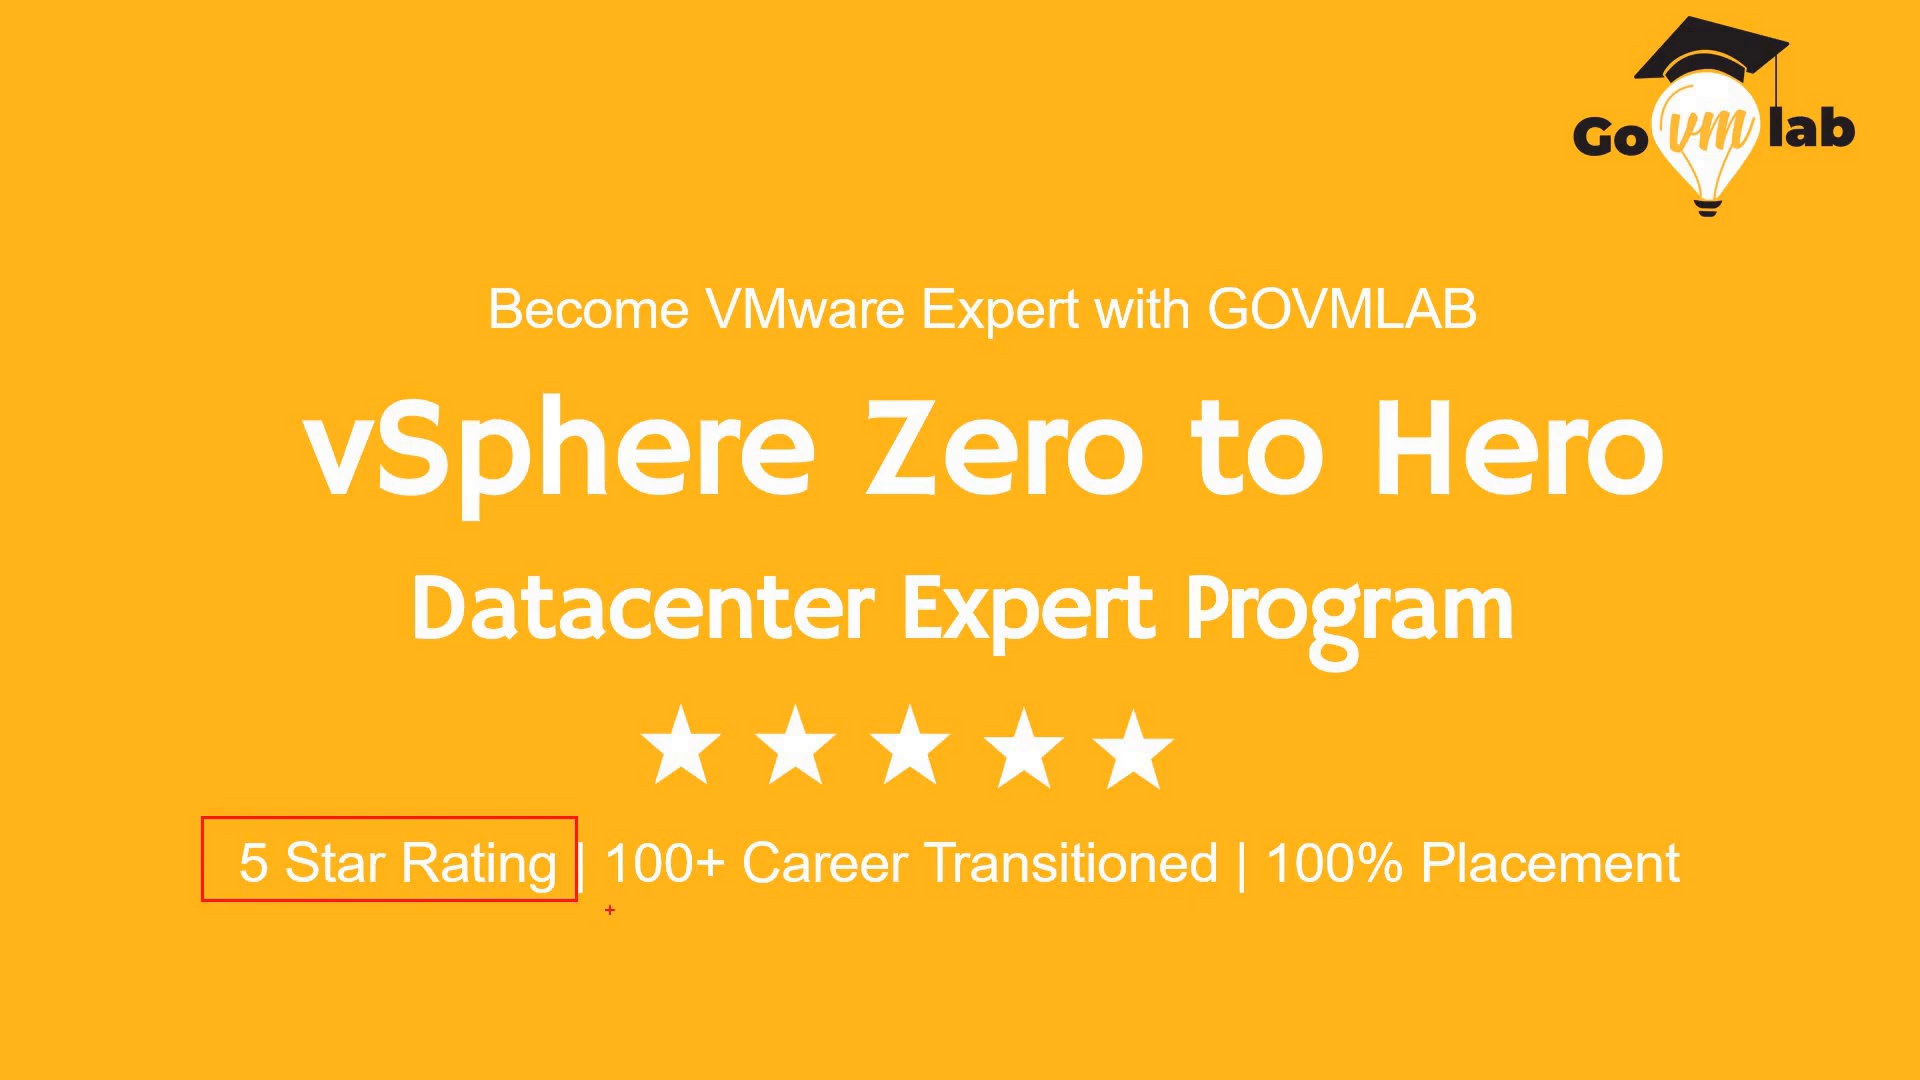 Go vm lab
Become VMware Expert with GOVMLAB
vSphere Zero to Hero
Datacenter Expert Program
5 Star Rating | 100+ Career Transitioned | 100% Placement